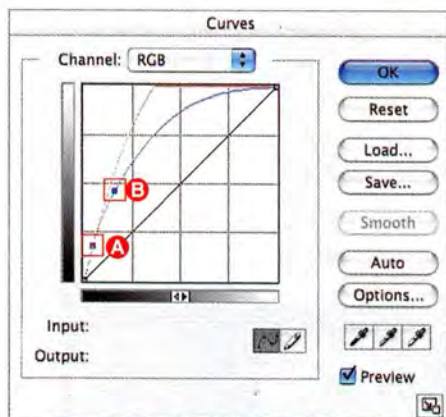 Curves
Channel: RGB
OK
Reset
Load...
Save...
Smooth
Auto
Options...
Preview
B
A
Input:
Output: